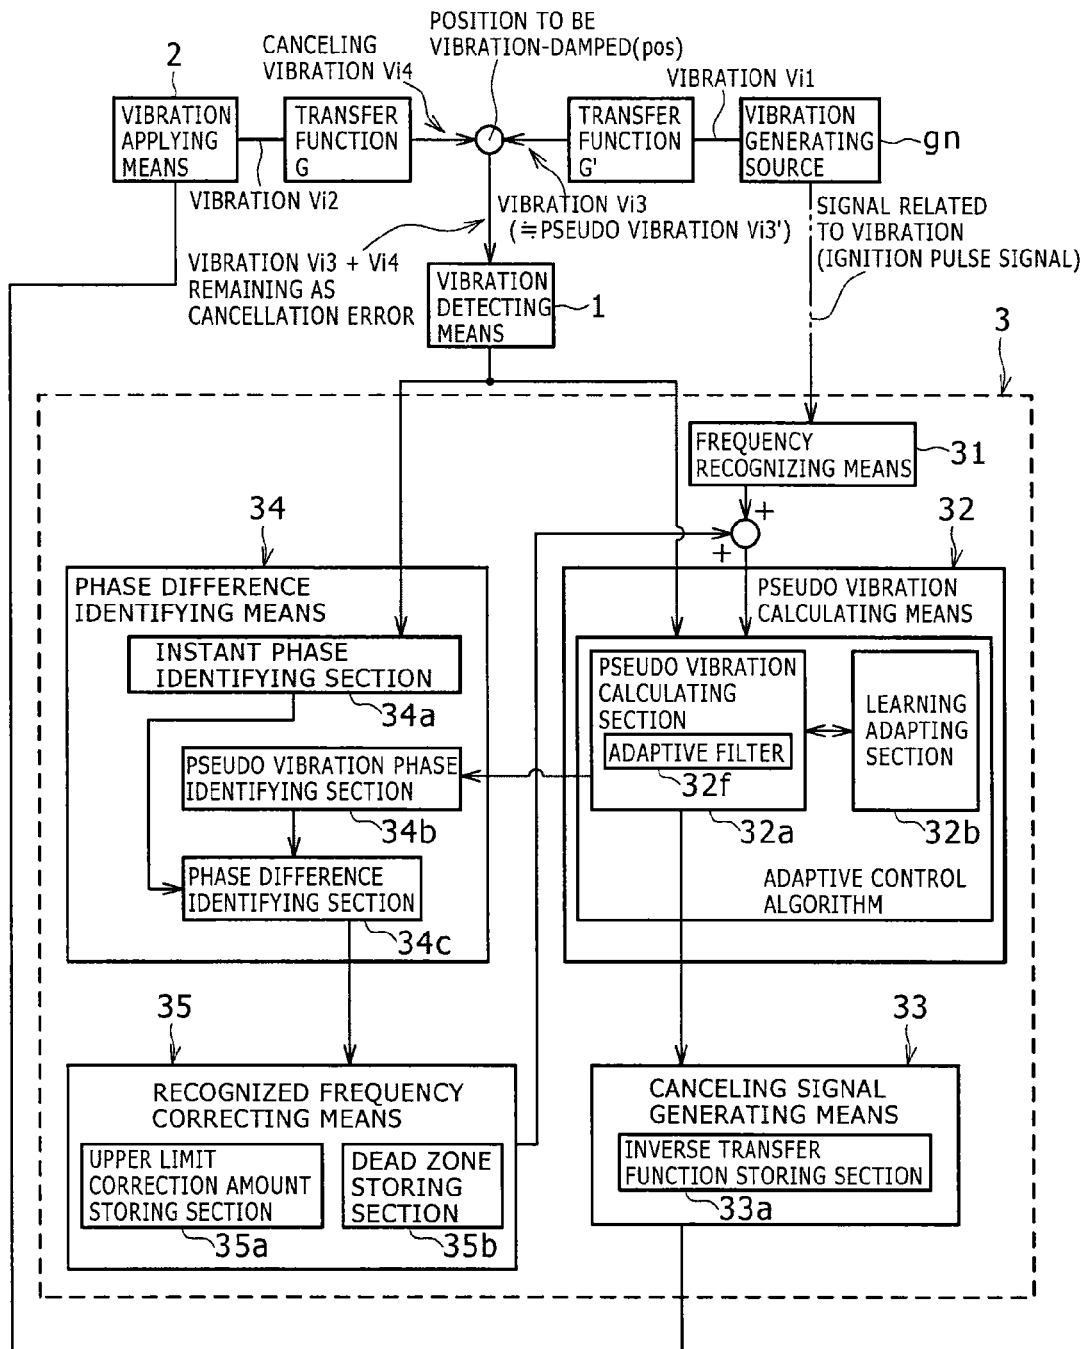 POSITION TO BE
VIBRATION-DAMPED(pos)
CANCELING
VIBRATION Vi4
2
VIBRATION Vi1
VIBRATION
APPLYING
MEANS
TRANSFER
FUNCTION
G
TRANSFER
FUNCTION
G'
VIBRATION
GENERATING
SOURCE
gn
VIBRATION Vi2
VIBRATION Vi3
(≒PSEUDO VIBRATION Vi3')
SIGNAL RELATED
TO VIBRATION
(IGNITION PULSE SIGNAL)
VIBRATION Vi3 + Vi4
REMAINING AS
CANCELLATION ERROR
VIBRATION
DETECTING
MEANS
1
3
FREQUENCY
RECOGNIZING MEANS
31
+
+
34
32
PHASE DIFFERENCE
IDENTIFYING MEANS
PSEUDO VIBRATION
CALCULATING MEANS
INSTANT PHASE
IDENTIFYING SECTION
34a
PSEUDO VIBRATION
CALCULATING
SECTION
ADAPTIVE FILTER
32f
32a
LEARNING
ADAPTING
SECTION
32b
PSEUDO VIBRATION PHASE
IDENTIFYING SECTION
34b
PHASE DIFFERENCE
IDENTIFYING SECTION
34c
ADAPTIVE CONTROL
ALGORITHM
35
33
RECOGNIZED FREQUENCY
CORRECTING MEANS
UPPER LIMIT
CORRECTION AMOUNT
STORING SECTION
35a
DEAD ZONE
STORING
SECTION
35b
CANCELING SIGNAL
GENERATING MEANS
INVERSE TRANSFER
FUNCTION STORING SECTION
33a